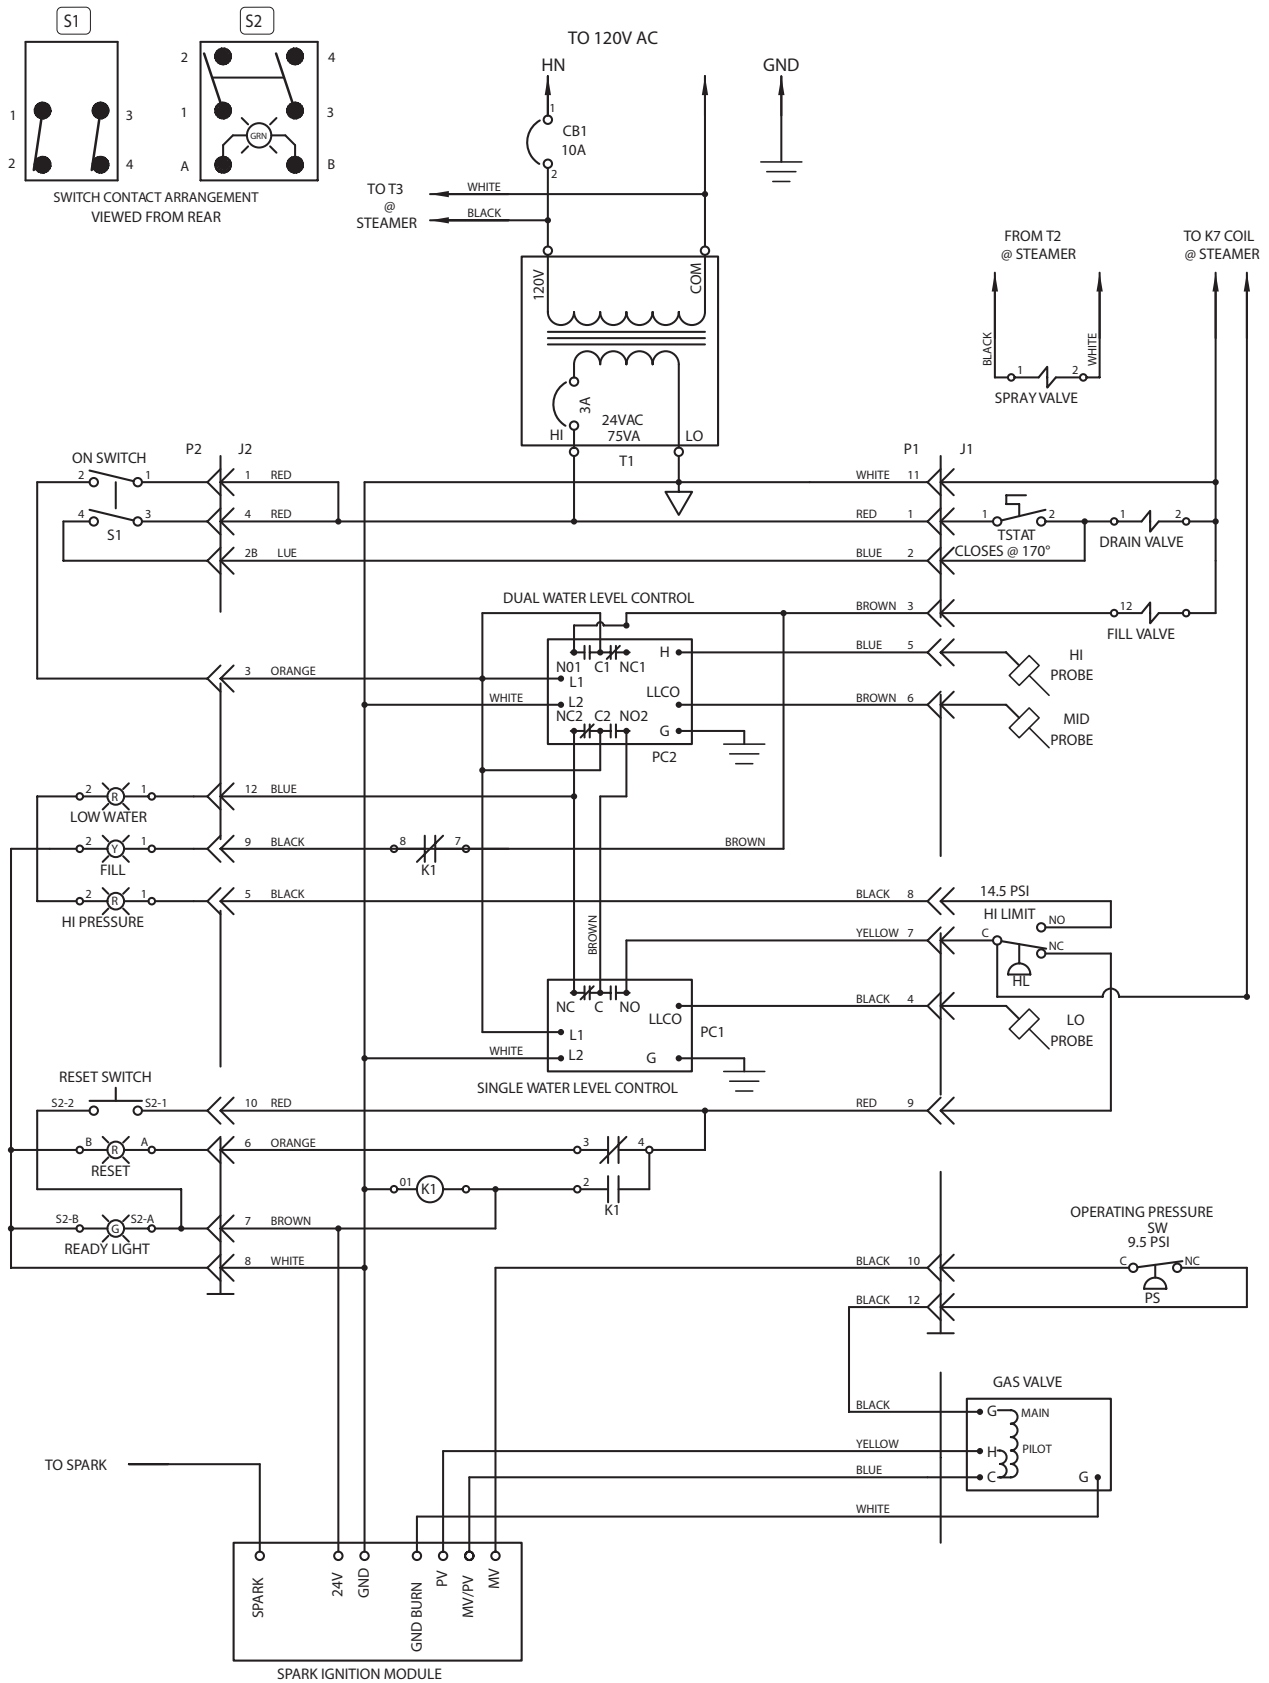 S1
S2
1
3
2
4
2
4
1
3
A
GRN
B
SWITCH CONTACT ARRANGEMENT
VIEWED FROM REAR
TO 120V AC
HN
GND
1
CB1
10A
2
TO T3
@
STEAMER
WHITE
BLACK
120V
COM
3A
HI
24VAC
75VA
LO
T1
FROM T2
@ STEAMER
TO K7 COIL
@ STEAMER
BLACK
WHITE
1
2
SPRAY VALVE
P2
J2
P1
J1
ON SWITCH
2
1
1
RED
WHITE
11
4
3
S1
4
RED
RED
1
1
2
TSTAT
CLOSES @ 170°
1
2
DRAIN VALVE
2B
LUE
BLUE
2
DUAL WATER LEVEL CONTROL
BROWN
3
12
FILL VALVE
N01
C1
NC1
H
BLUE
5
HI
PROBE
3
ORANGE
L1
LLCO
WHITE
L2
BROWN
6
MID
PROBE
NC2
C2
NO2
G
PC2
2
R
1
12
BLUE
LOW WATER
2
Y
1
9
BLACK
8
7
K1
BROWN
FILL
2
R
1
5
BLACK
BLACK
8
14.5 PSI
HI PRESSURE
HI LIMIT
NO
BROWN
YELLOW
7
C
NC
HL
NC
C
NO
LLCO
BLACK
4
LO
PROBE
L1
PC1
WHITE
L2
G
SINGLE WATER LEVEL CONTROL
RESET SWITCH
S2-2
S2-1
10
RED
RED
9
B
R
A
6
ORANGE
3
4
RESET
01
K1
2
K1
S2-B
G
S2-A
7
BROWN
READY LIGHT
8
WHITE
OPERATING PRESSURE
SW
9.5 PSI
BLACK
10
C
NC
PS
BLACK
12
GAS VALVE
BLACK
G
MAIN
YELLOW
H
PILOT
BLUE
C
G
WHITE
TO SPARK
SPARK
24V
GND
GND BURN
PV
MV/PV
MV
SPARK IGNITION MODULE